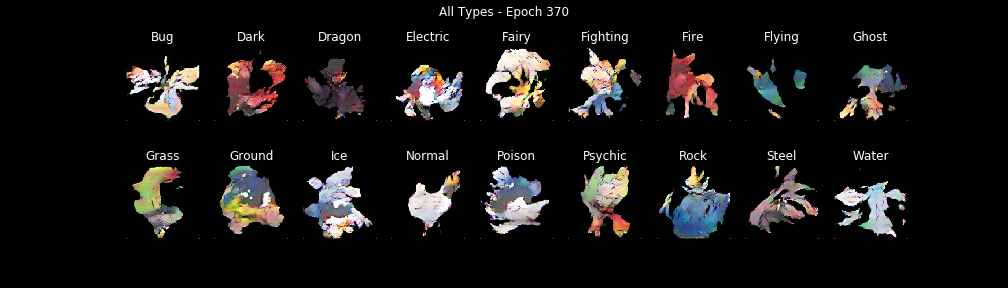 All Types - Epoch 370
Bug Dark Dragon Electric Fairy Fighting Fire Flying Ghost
Grass Ground Ice Normal Poison Psychic Rock Steel Water